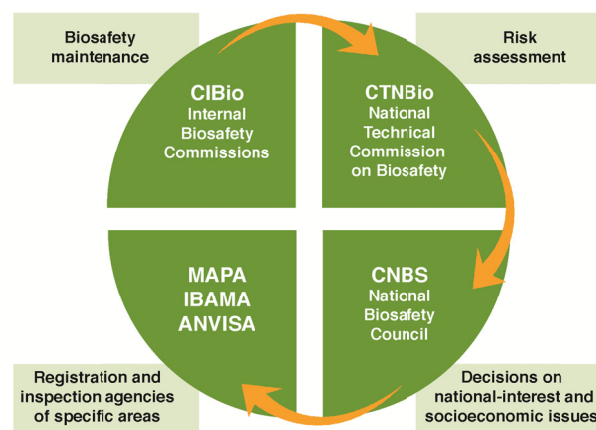 Biosafety
maintenance
Risk
assessment
CIBio
Internal
Biosafety
Commissions
CTNBio
National
Technical
Commission
on Biosafety
MAPA
IBAMA
ANVISA
CNBS
National
Biosafety
Council
Registration and
inspection agencies
of specific areas
Decisions on
national-interest and
socioeconomic issues